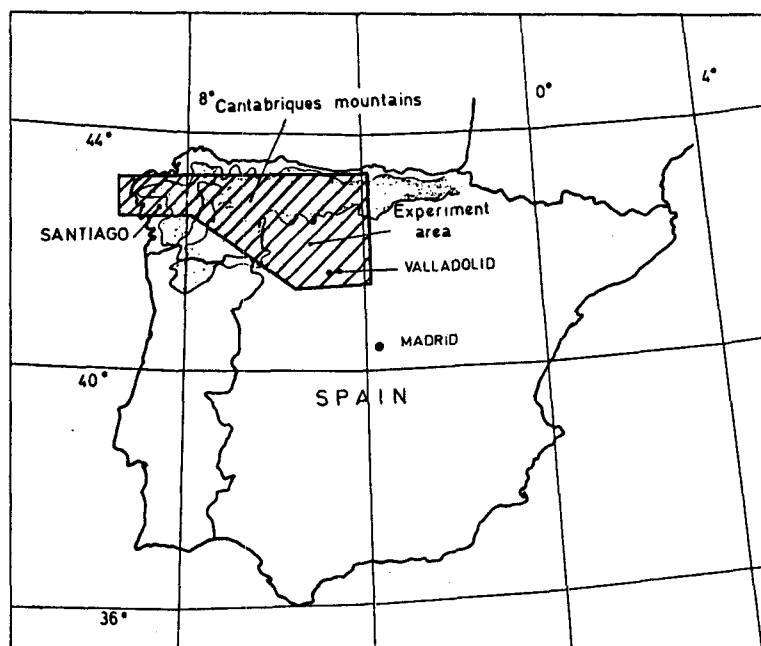 0°
4°
8°
Cantabriques mountains
44°
SANTIAGO
Experiment
area
VALLADOLID
MADRID
40°
SPAIN
36°